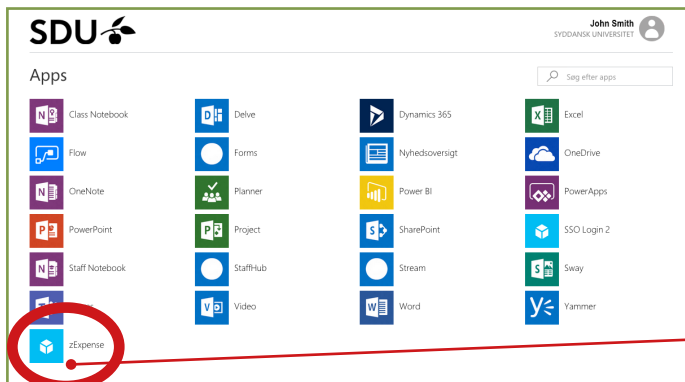 SDU
John Smith
SYDDANSK UNIVERSITET
Apps
Søg efter apps
Class Notebook
Delve
Dynamics 365
Excel
Flow
Forms
Nyhedsoversigt
OneDrive
OneNote
Planner
Power BI
PowerApps
PowerPoint
Project
SharePoint
SSO Login 2
Staff Notebook
StaffHub
Stream
Sway
Video
Word
Yammer
zExpense